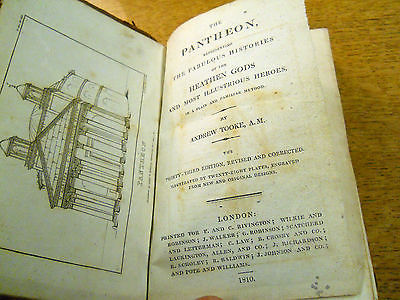 THE
PANTHEON,
REPRESENTING
THE FABULOUS HISTORIES
OF THE
HEATHEN GODS
AND MOST ILLUSTRIOUS HEROES,
IN A PLAIN AND FAMILIAR METHOD.
BY
ANDREW TOOKE, A.M.
THE
THIRTY-THIRD EDITION, REVISED AND CORRECTED.
ILLUSTRATED BY TWENTY-EIGHT PLATES, ENGRAVED
FROM NEW AND ORIGINAL DESIGNS.
LONDON:
PRINTED FOR F. AND C. RIVINGTON; WILKIE AND
ROBINSON; J. WALKER; G. ROBINSON; SCATCHERD
AND LETTERMAN; C. LAW; B. CROSBY AND CO.;
LACKINGTON, ALLEN, AND CO.; J. RICHARDSON;
R. SCHOLEY; R. BALDWIN; J. JOHNSON AND CO.;
AND POTE AND WILLIAMS.
1810.
PANTHEON